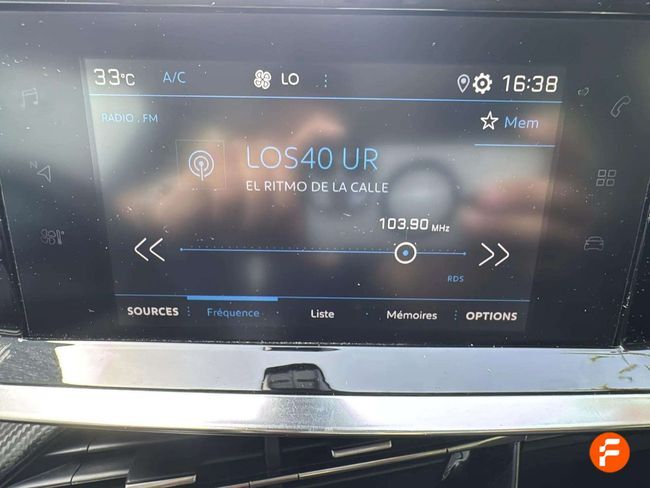 33°C A/C LO 16:38
RADIO . FM Mem
LOS40 UR
EL RITMO DE LA CALLE
103.90 MHz
RDS
SOURCES Fréquence Liste Mémoires OPTIONS
N